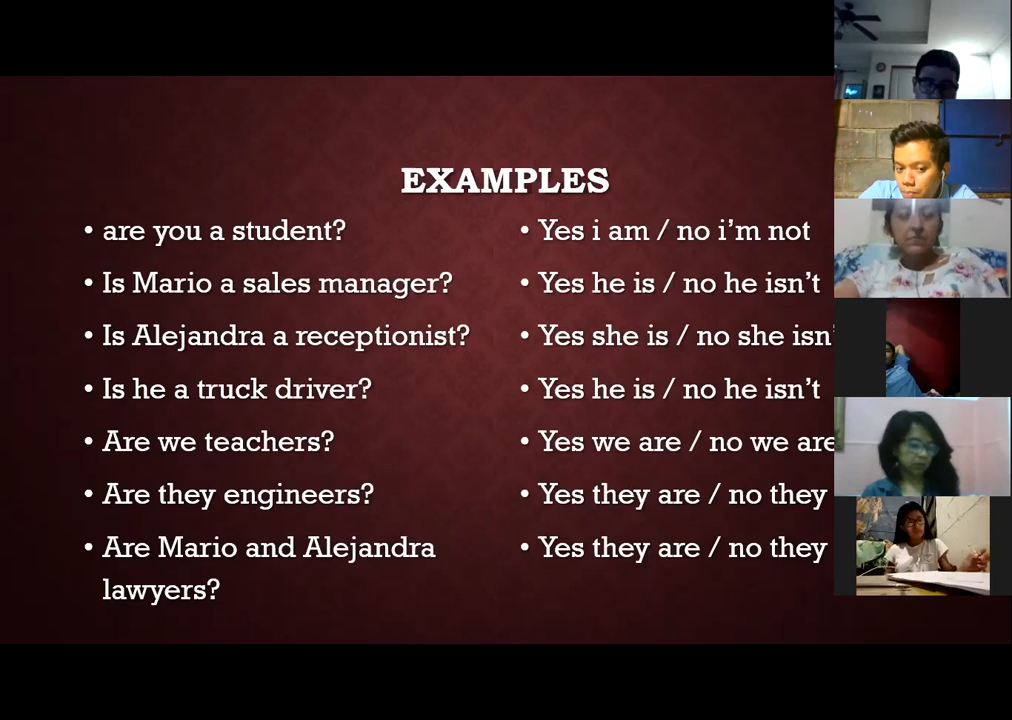 EXAMPLES
• are you a student?
• Yes i am / no i’m not
• Is Mario a sales manager?
• Yes he is / no he isn’t
• Is Alejandra a receptionist?
• Yes she is / no she isn’
• Is he a truck driver?
• Yes he is / no he isn’t
• Are we teachers?
• Yes we are / no we are
• Are they engineers?
• Yes they are / no they
• Are Mario and Alejandra
lawyers?
• Yes they are / no they